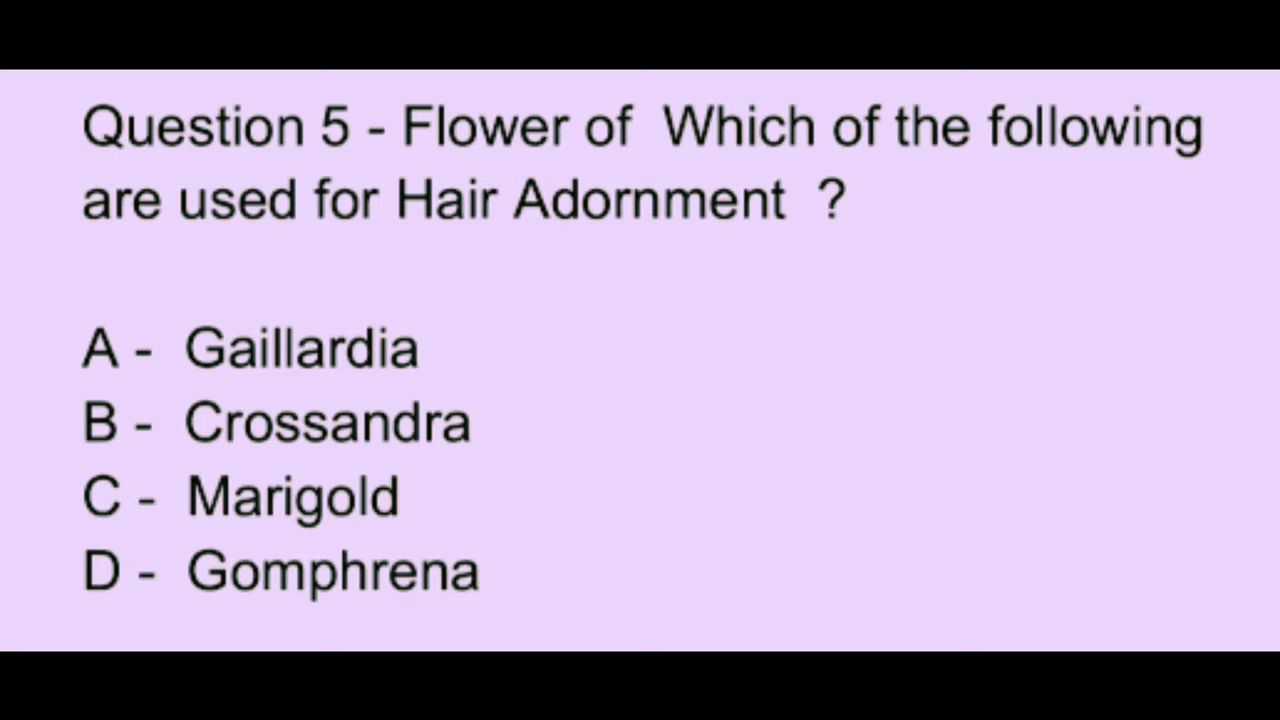 Question 5 - Flower of  Which of the following
are used for Hair Adornment  ?
A -  Gaillardia
B -  Crossandra
C -  Marigold
D -  Gomphrena